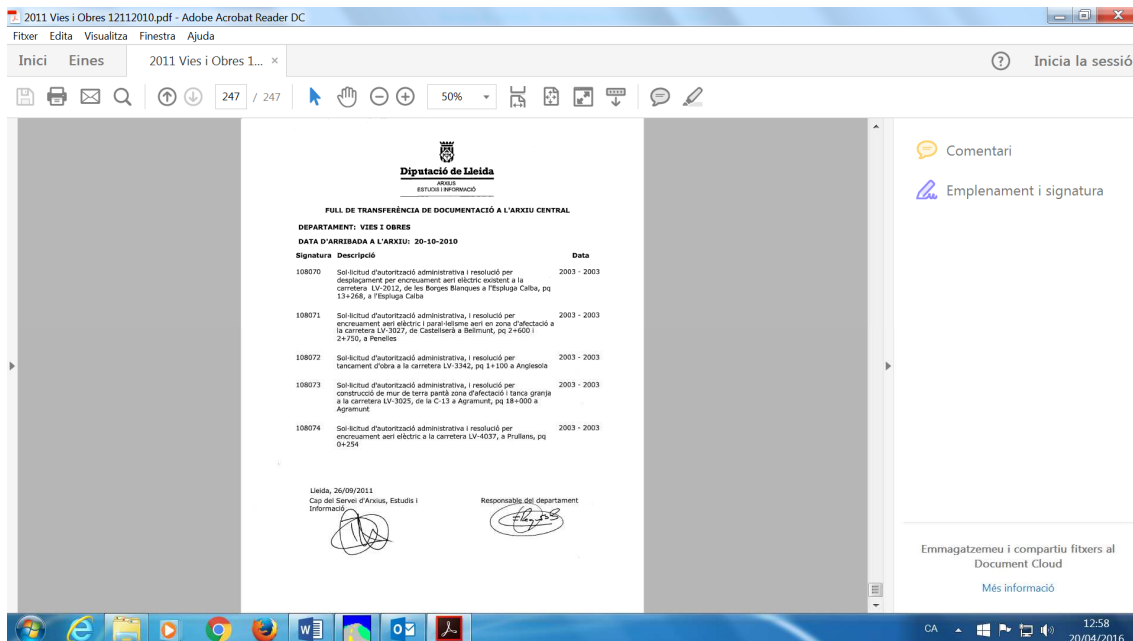 2011 Vies i Obres 12112010.pdf - Adobe Acrobat Reader DC
Fitxer Edita Visualitza Finestra Ajuda
Inici Eines 2011 Vies i Obres 1... × ? Inicia la sessió
247 / 247 50%
Diputació de Lleida
ARXIUS
ESTUDIS I INFORMACIÓ
FULL DE TRANSFERÈNCIA DE DOCUMENTACIÓ A L'ARXIU CENTRAL
DEPARTAMENT: VIES I OBRES
DATA D'ARRIBADA A L'ARXIU: 20-10-2010
Signatura Descripció Data
108070 Sol·licitud d'autorització administrativa i resolució per 2003 - 2003
desplaçament per encreuament aeri elèctric existent a la
carretera LV-2012, de les Borges Blanques a l'Espluga Calba, pq
13+268, a l'Espluga Calba
108071 Sol·licitud d'autorització administrativa, i resolució per 2003 - 2003
encreuament aeri elèctric i paral·lelisme aeri en zona d'afectació a
la carretera LV-3027, de Castellserà a Bellmunt, pq 2+600 i
2+750, a Penelles
108072 Sol·licitud d'autorització administrativa, i resolució per 2003 - 2003
tancament d'obra a la carretera LV-3342, pq 1+100 a Anglesola
108073 Sol·licitud d'autorització administrativa, i resolució per 2003 - 2003
construcció de mur de terra pantà zona d'afectació i tanca granja
a la carretera LV-3025, de la C-13 a Agramunt, pq 18+000 a
Agramunt
108074 Sol·licitud d'autorització administrativa i resolució per 2003 - 2003
encreuament aeri elèctric a la carretera LV-4037, a Prullans, pq
0+254
Lleida, 26/09/2011
Cap del Servei d'Arxius, Estudis i Responsable del departament
Informació
Comentari
Emplenament i signatura
Emmagatzemeu i compartiu fitxers al
Document Cloud
Més informació
CA 12:58
20/04/2016